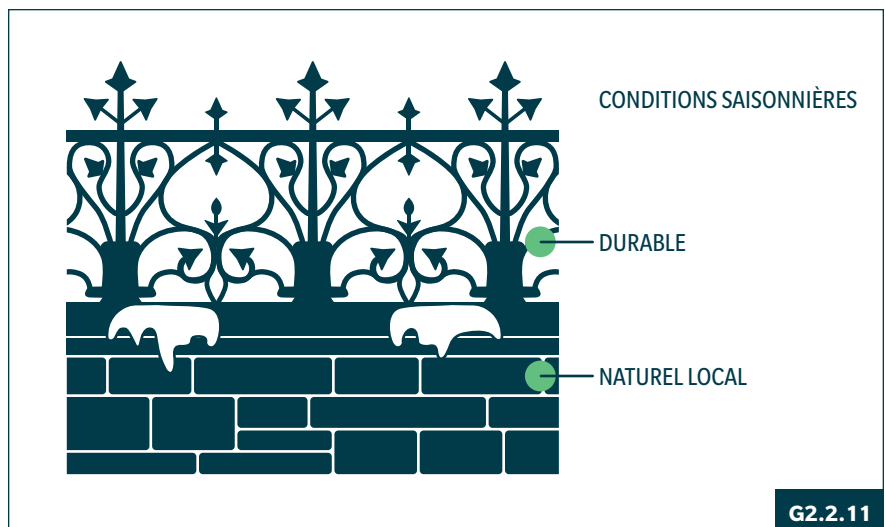 CONDITIONS SAISONNIÈRES
DURABLE
NATUREL LOCAL
G2.2.11